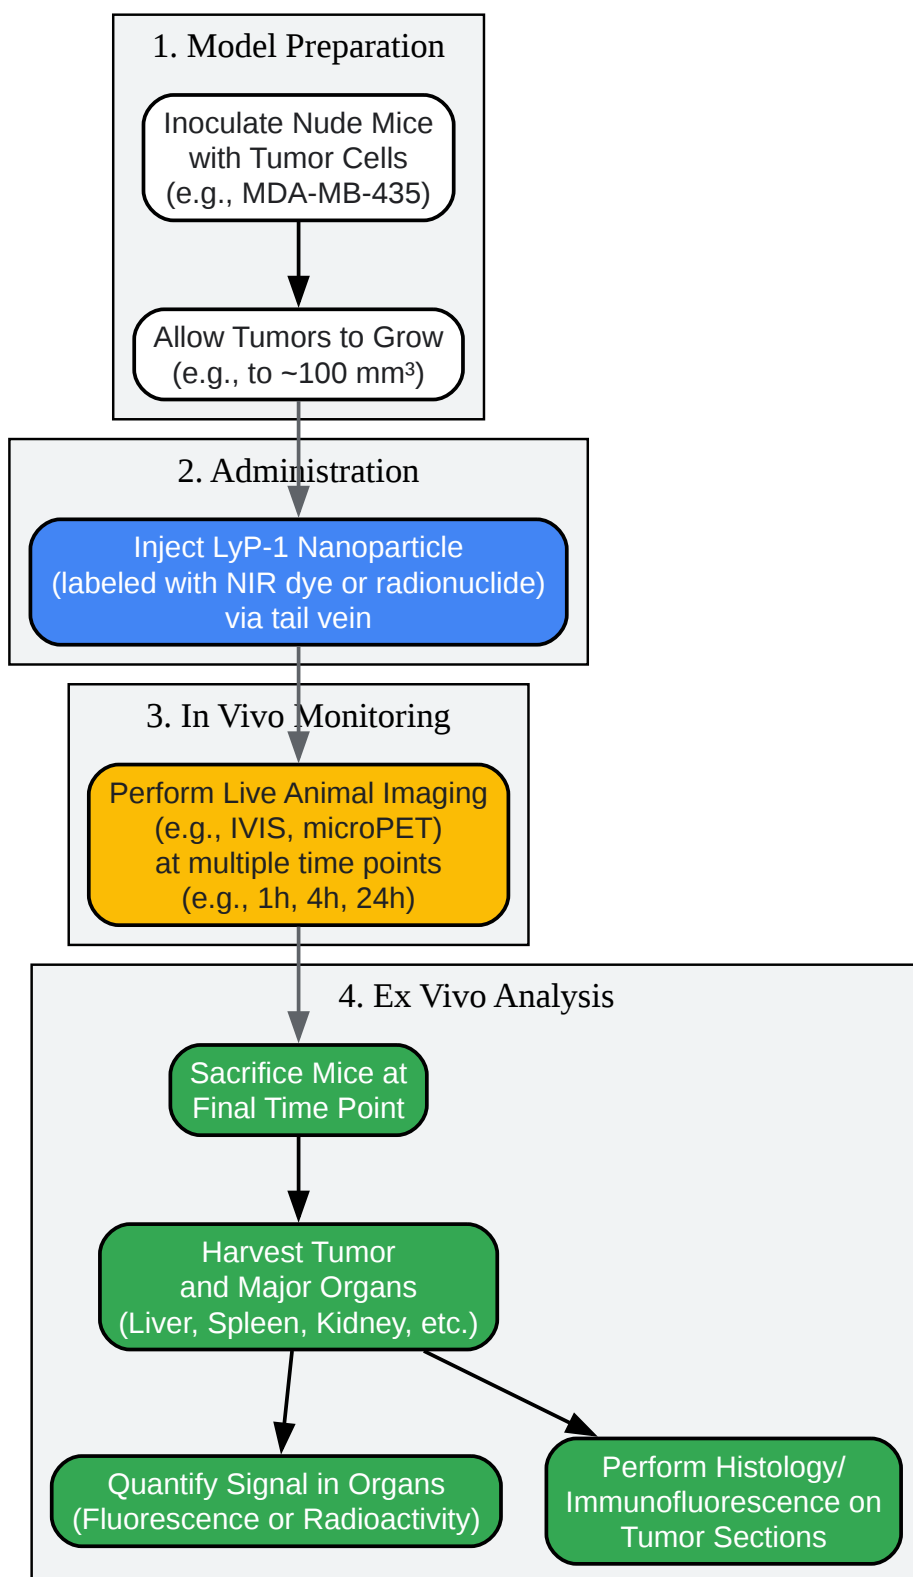 1. Model Preparation
Inoculate Nude Mice
with Tumor Cells
(e.g., MDA-MB-435)
Allow Tumors to Grow
(e.g., to ~100 mm³)
2. Administration
Inject LyP-1 Nanoparticle
(labeled with NIR dye or radionuclide)
via tail vein
3. In Vivo Monitoring
Perform Live Animal Imaging
(e.g., IVIS, microPET)
at multiple time points
(e.g., 1h, 4h, 24h)
4. Ex Vivo Analysis
Sacrifice Mice at
Final Time Point
Harvest Tumor
and Major Organs
(Liver, Spleen, Kidney, etc.)
Quantify Signal in Organs
(Fluorescence or Radioactivity)
Perform Histology/
Immunofluorescence on
Tumor Sections